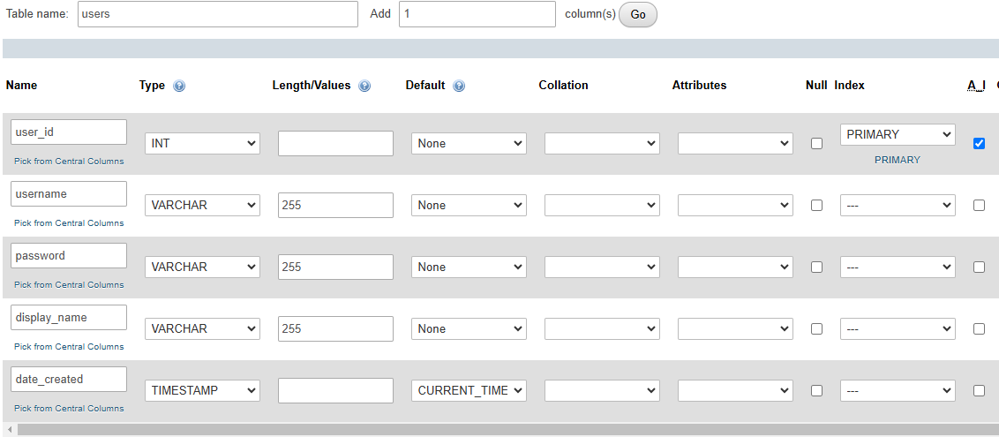 Table name: users Add 1 column(s) Go
Name Type Length/Values Default Collation Attributes Null Index A_I
user_id INT None PRIMARY
Pick from Central Columns PRIMARY
username VARCHAR 255 None ---
Pick from Central Columns
password VARCHAR 255 None ---
Pick from Central Columns
display_name VARCHAR 255 None ---
Pick from Central Columns
date_created TIMESTAMP CURRENT_TIME ---
Pick from Central Columns